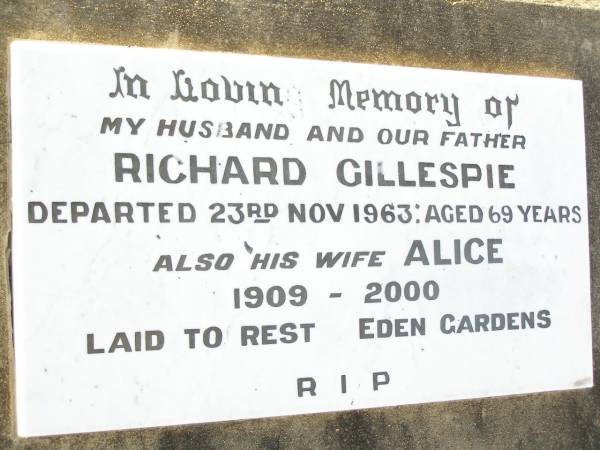 In Loving Memory of
MY HUSBAND AND OUR FATHER
RICHARD GILLESPIE
DEPARTED 23RD NOV 1963: AGED 69 YEARS
ALSO HIS WIFE ALICE
1909 - 2000
LAID TO REST EDEN GARDENS
R I P